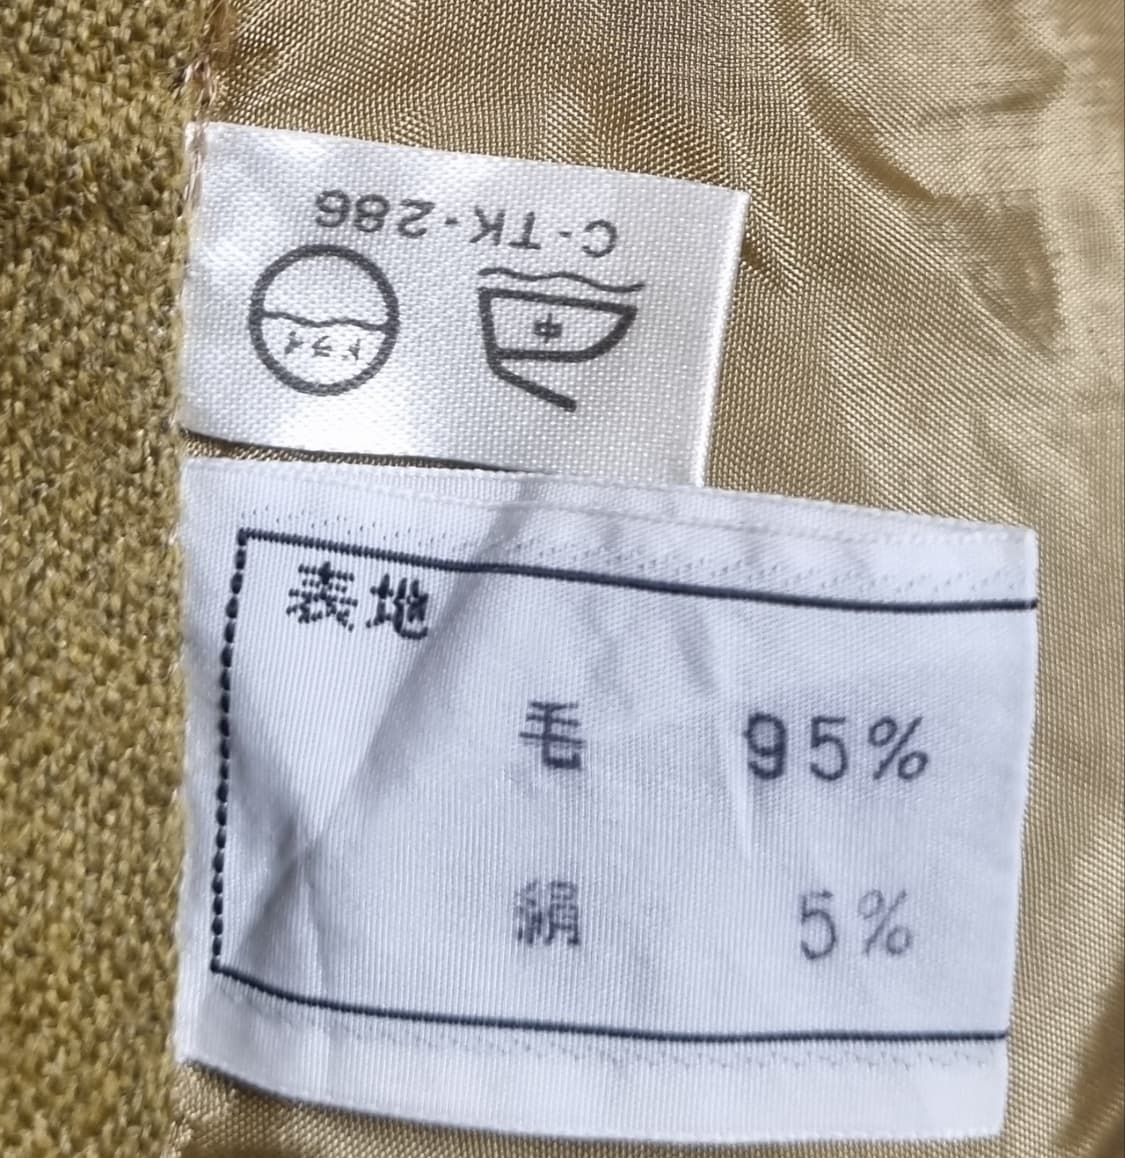 C-TK-286
中
ドライ
表地
毛 95%
絹 5%